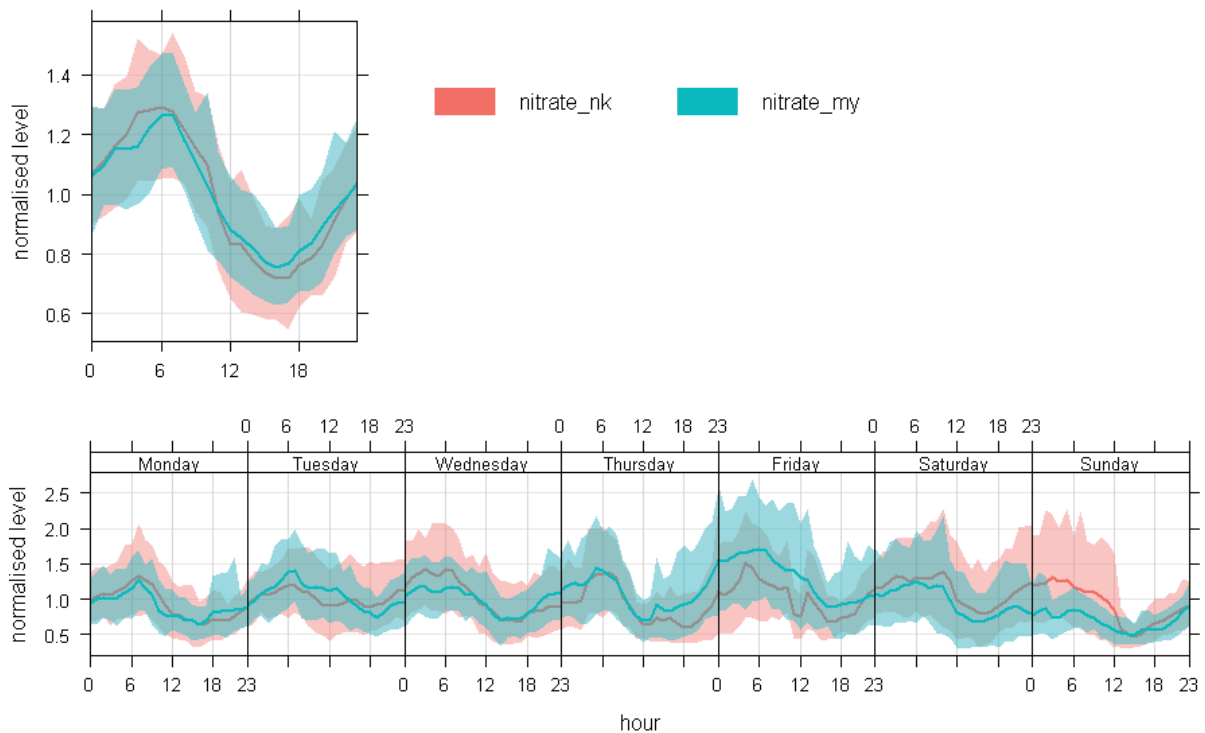 1.4
1.2
1.0
0.8
0.6
normalised level
0 6 12 18
nitrate_nk nitrate_my
0 6 12 18 23 0 6 12 18 23 0 6 12 18 23
Monday Tuesday Wednesday Thursday Friday Saturday Sunday
2.5
2.0
1.5
1.0
0.5
normalised level
0 6 12 18 23 0 6 12 18 23 0 6 12 18 23 0 6 12 18 23
hour